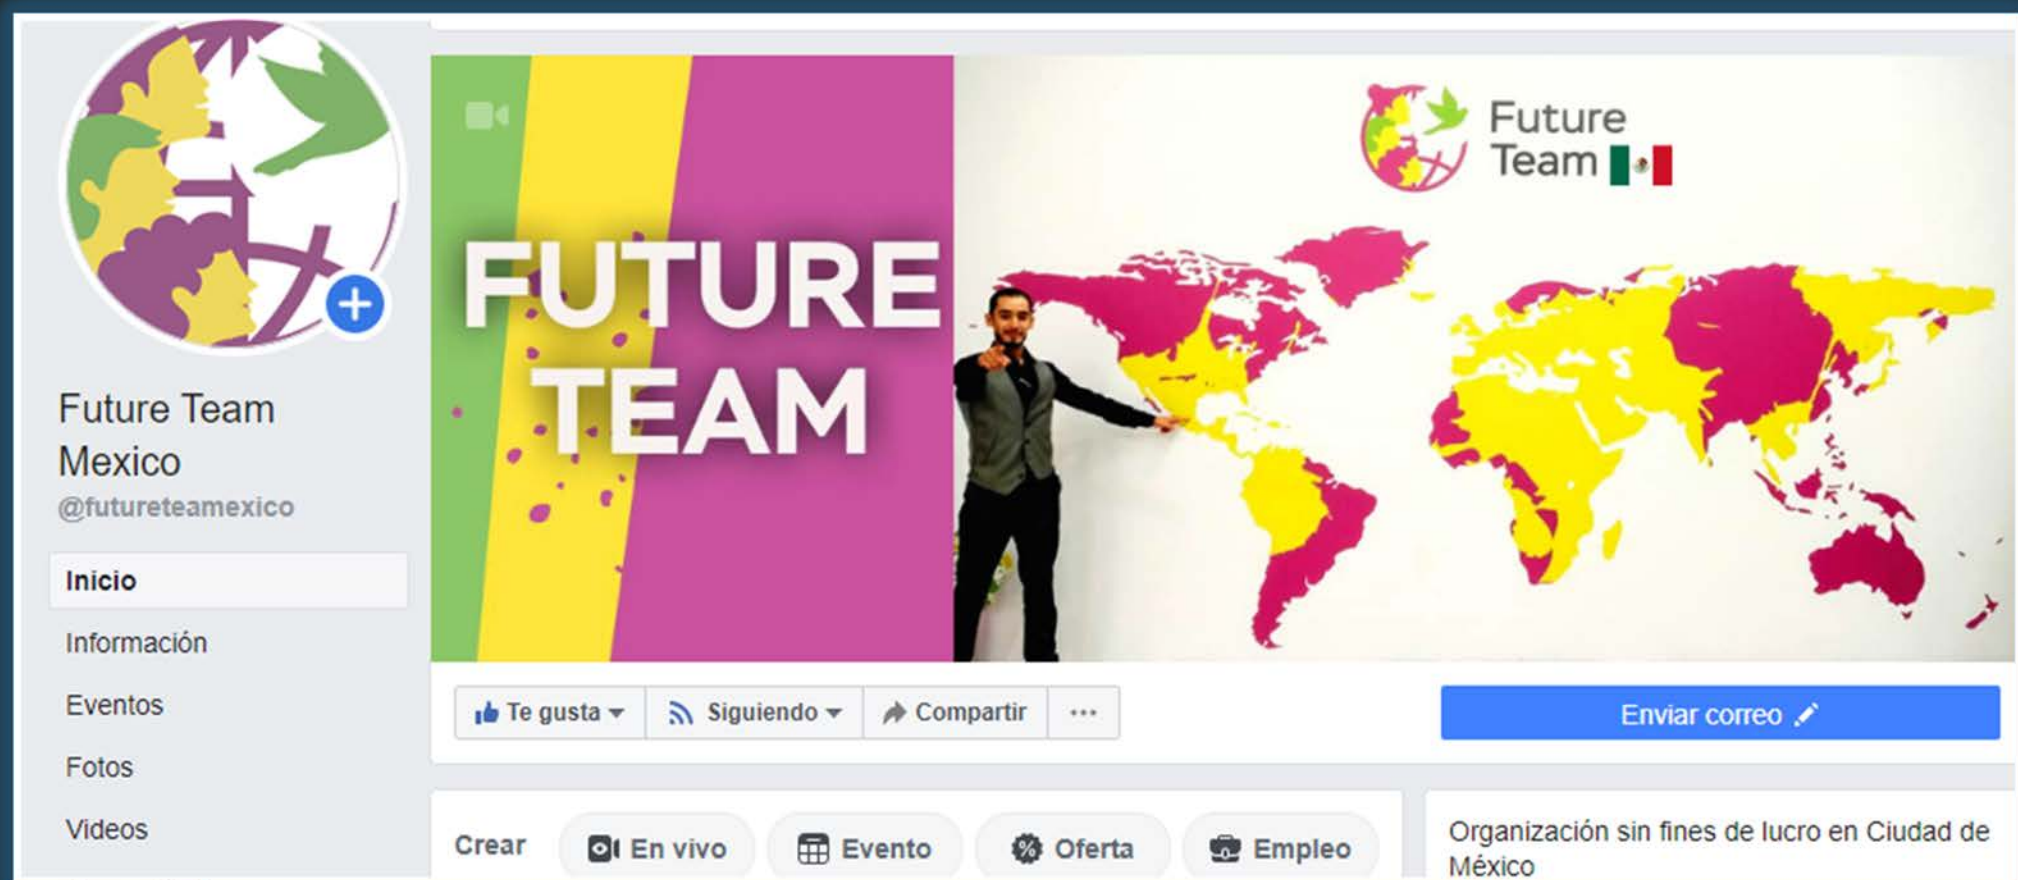 Future Team
Mexico
@futureteamexico
Inicio
Información
Eventos
Fotos
Videos
FUTURE
TEAM
Future
Team
Te gusta
Siguiendo
Compartir
Enviar correo
Crear
En vivo
Evento
Oferta
Empleo
Organización sin fines de lucro en Ciudad de
México